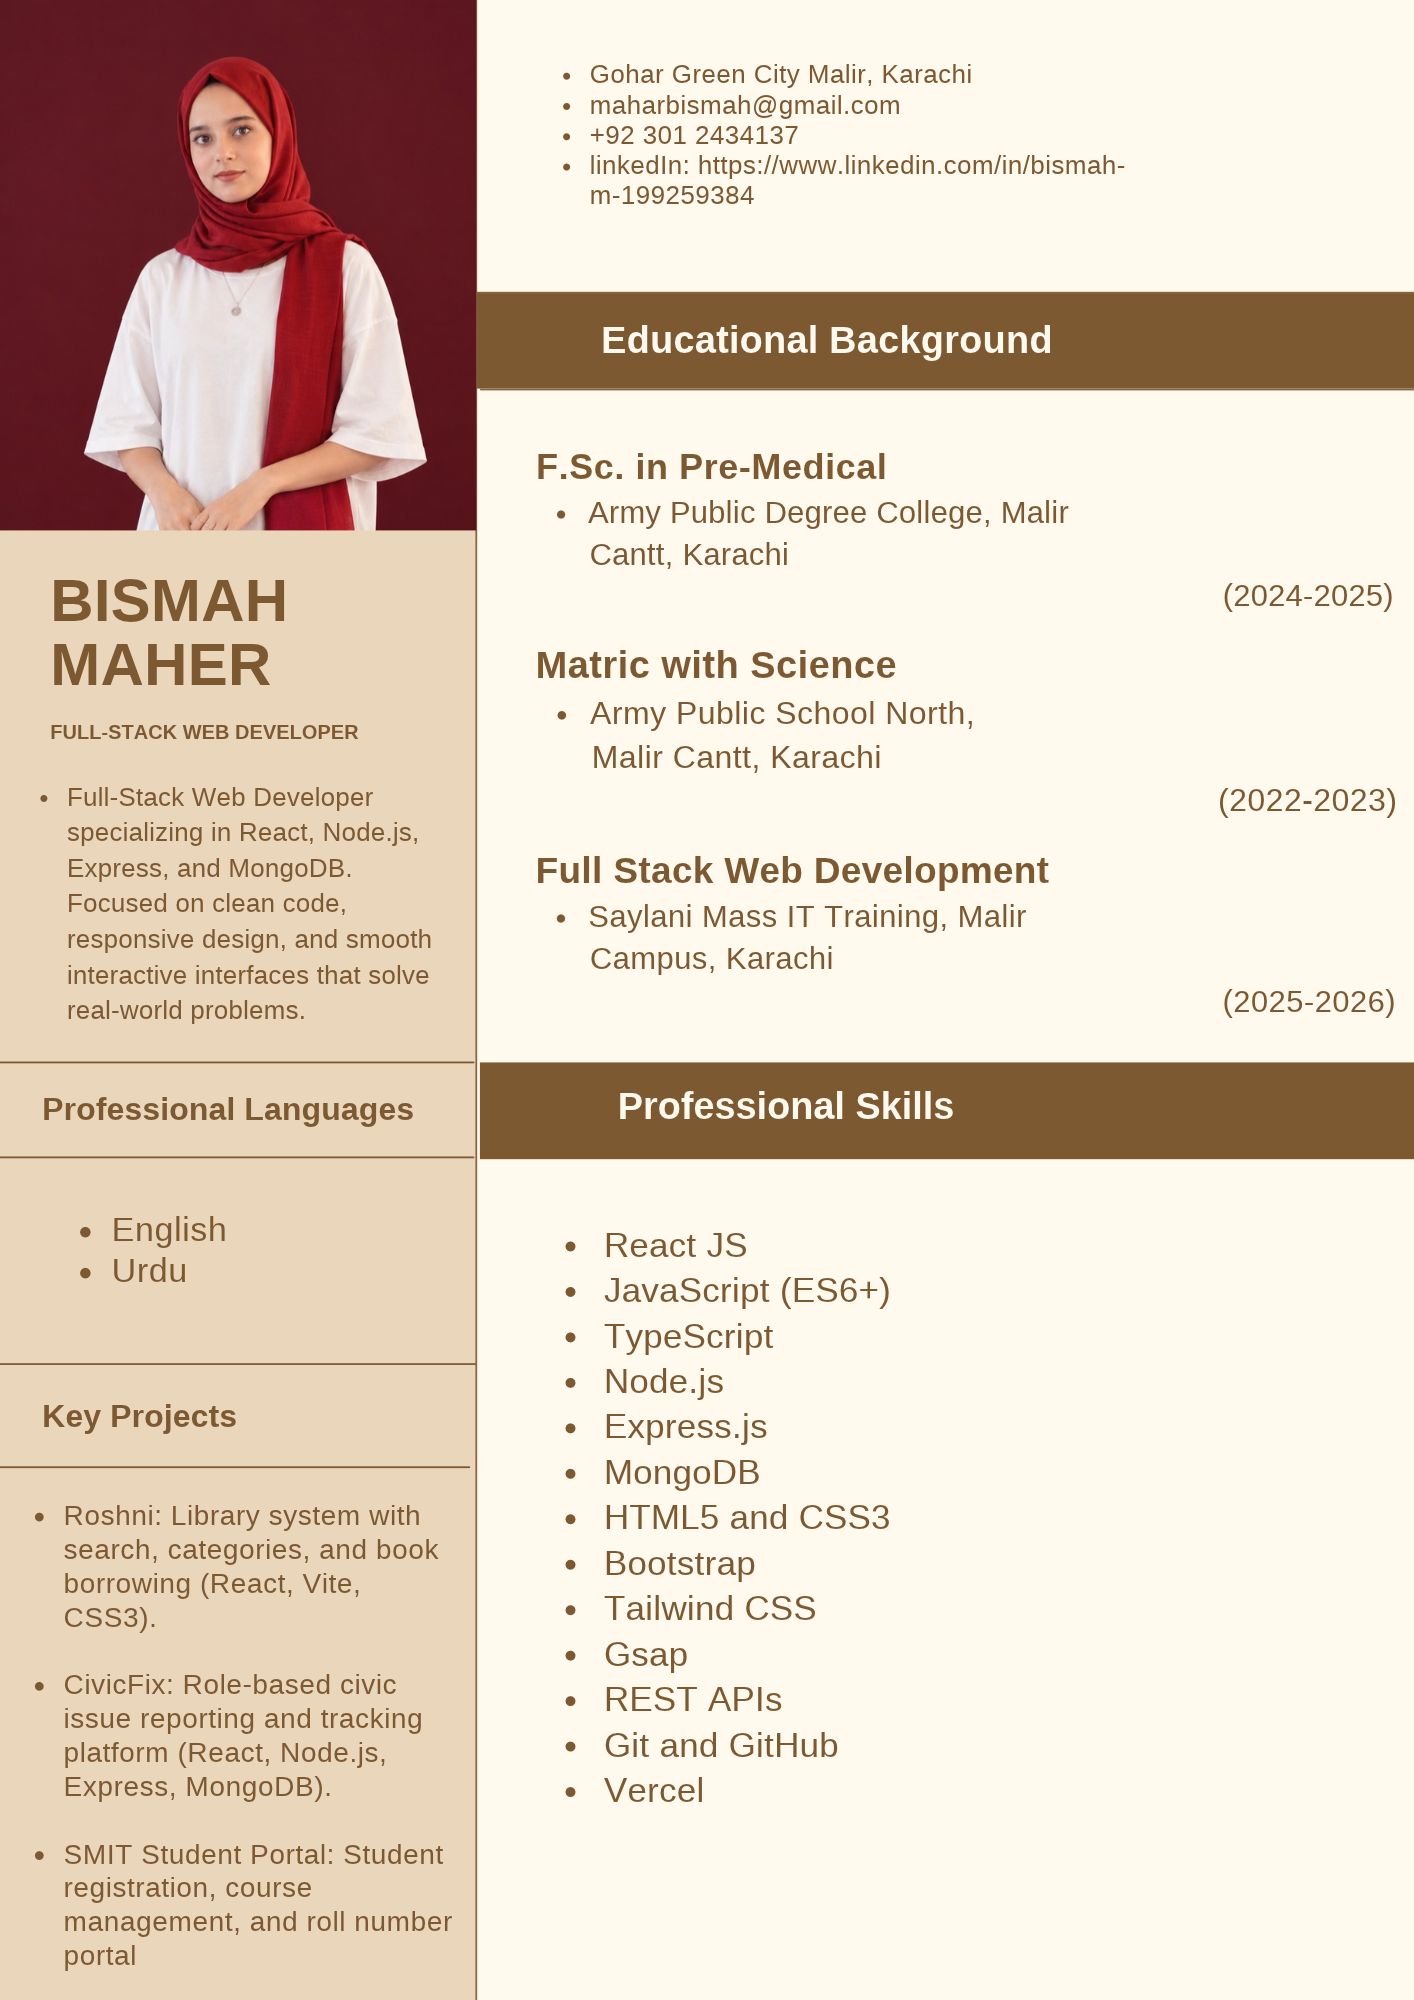 Gohar Green City Malir, Karachi
maharbismah@gmail.com
+92 301 2434137
linkedIn: https://www.linkedin.com/in/bismah-
m-199259384
BISMAH
MAHER
FULL-STACK WEB DEVELOPER
Full-Stack Web Developer
specializing in React, Node.js,
Express, and MongoDB.
Focused on clean code,
responsive design, and smooth
interactive interfaces that solve
real-world problems.
Professional Languages
English
Urdu
Key Projects
Roshni: Library system with
search, categories, and book
borrowing (React, Vite,
CSS3).
CivicFix: Role-based civic
issue reporting and tracking
platform (React, Node.js,
Express, MongoDB).
SMIT Student Portal: Student
registration, course
management, and roll number
portal
Educational Background
F.Sc. in Pre-Medical
Army Public Degree College, Malir
Cantt, Karachi
(2024-2025)
Matric with Science
Army Public School North,
Malir Cantt, Karachi
(2022-2023)
Full Stack Web Development
Saylani Mass IT Training, Malir
Campus, Karachi
(2025-2026)
Professional Skills
React JS
JavaScript (ES6+)
TypeScript
Node.js
Express.js
MongoDB
HTML5 and CSS3
Bootstrap
Tailwind CSS
Gsap
REST APIs
Git and GitHub
Vercel